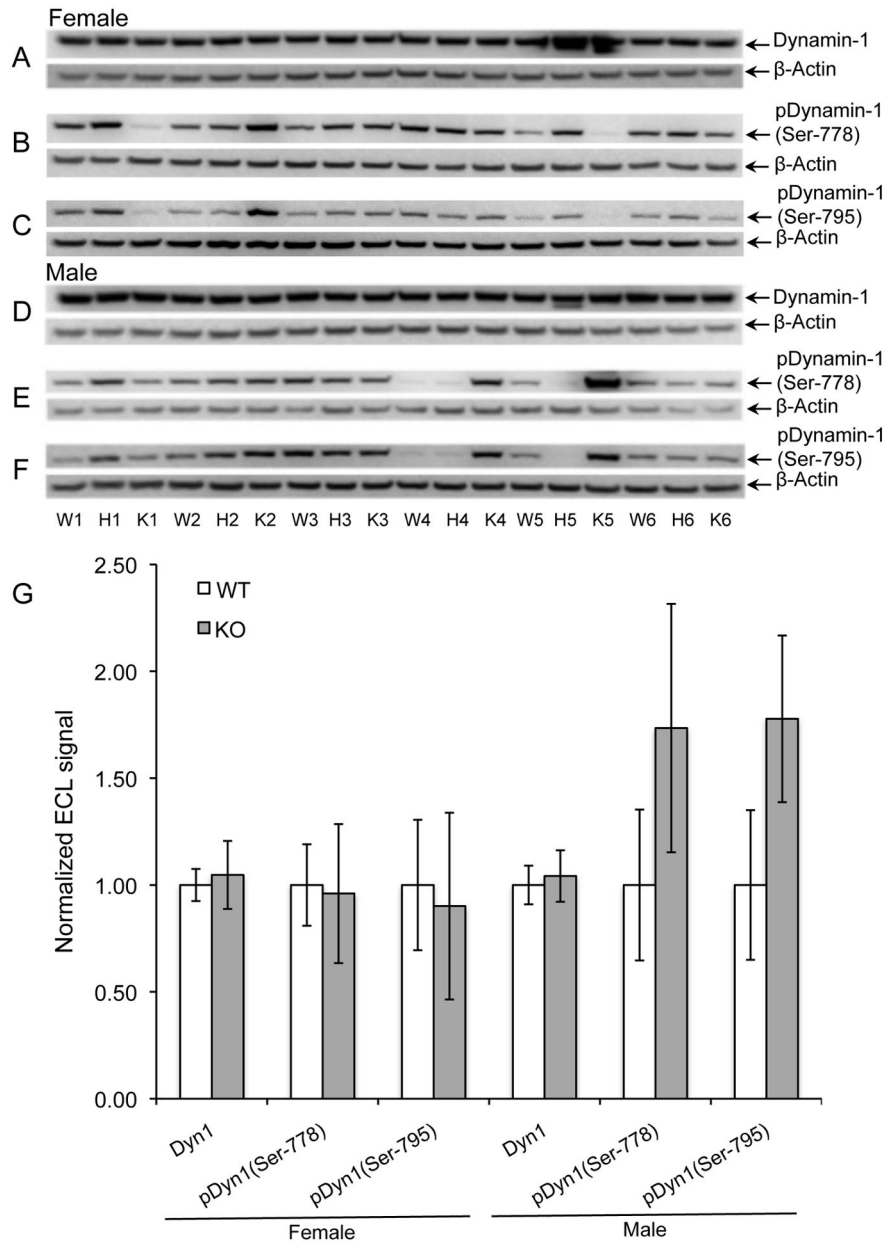 Female
A
Dynamin-1
β-Actin
B
pDynamin-1
(Ser-778)
β-Actin
C
pDynamin-1
(Ser-795)
β-Actin
Male
D
Dynamin-1
β-Actin
E
pDynamin-1
(Ser-778)
β-Actin
F
pDynamin-1
(Ser-795)
β-Actin
W1 H1 K1 W2 H2 K2 W3 H3 K3 W4 H4 K4 W5 H5 K5 W6 H6 K6
G
WT
KO
Normalized ECL signal
2.50
2.00
1.50
1.00
0.50
0.00
Dyn1
pDyn1(Ser-778)
pDyn1(Ser-795)
Dyn1
pDyn1(Ser-778)
pDyn1(Ser-795)
Female
Male